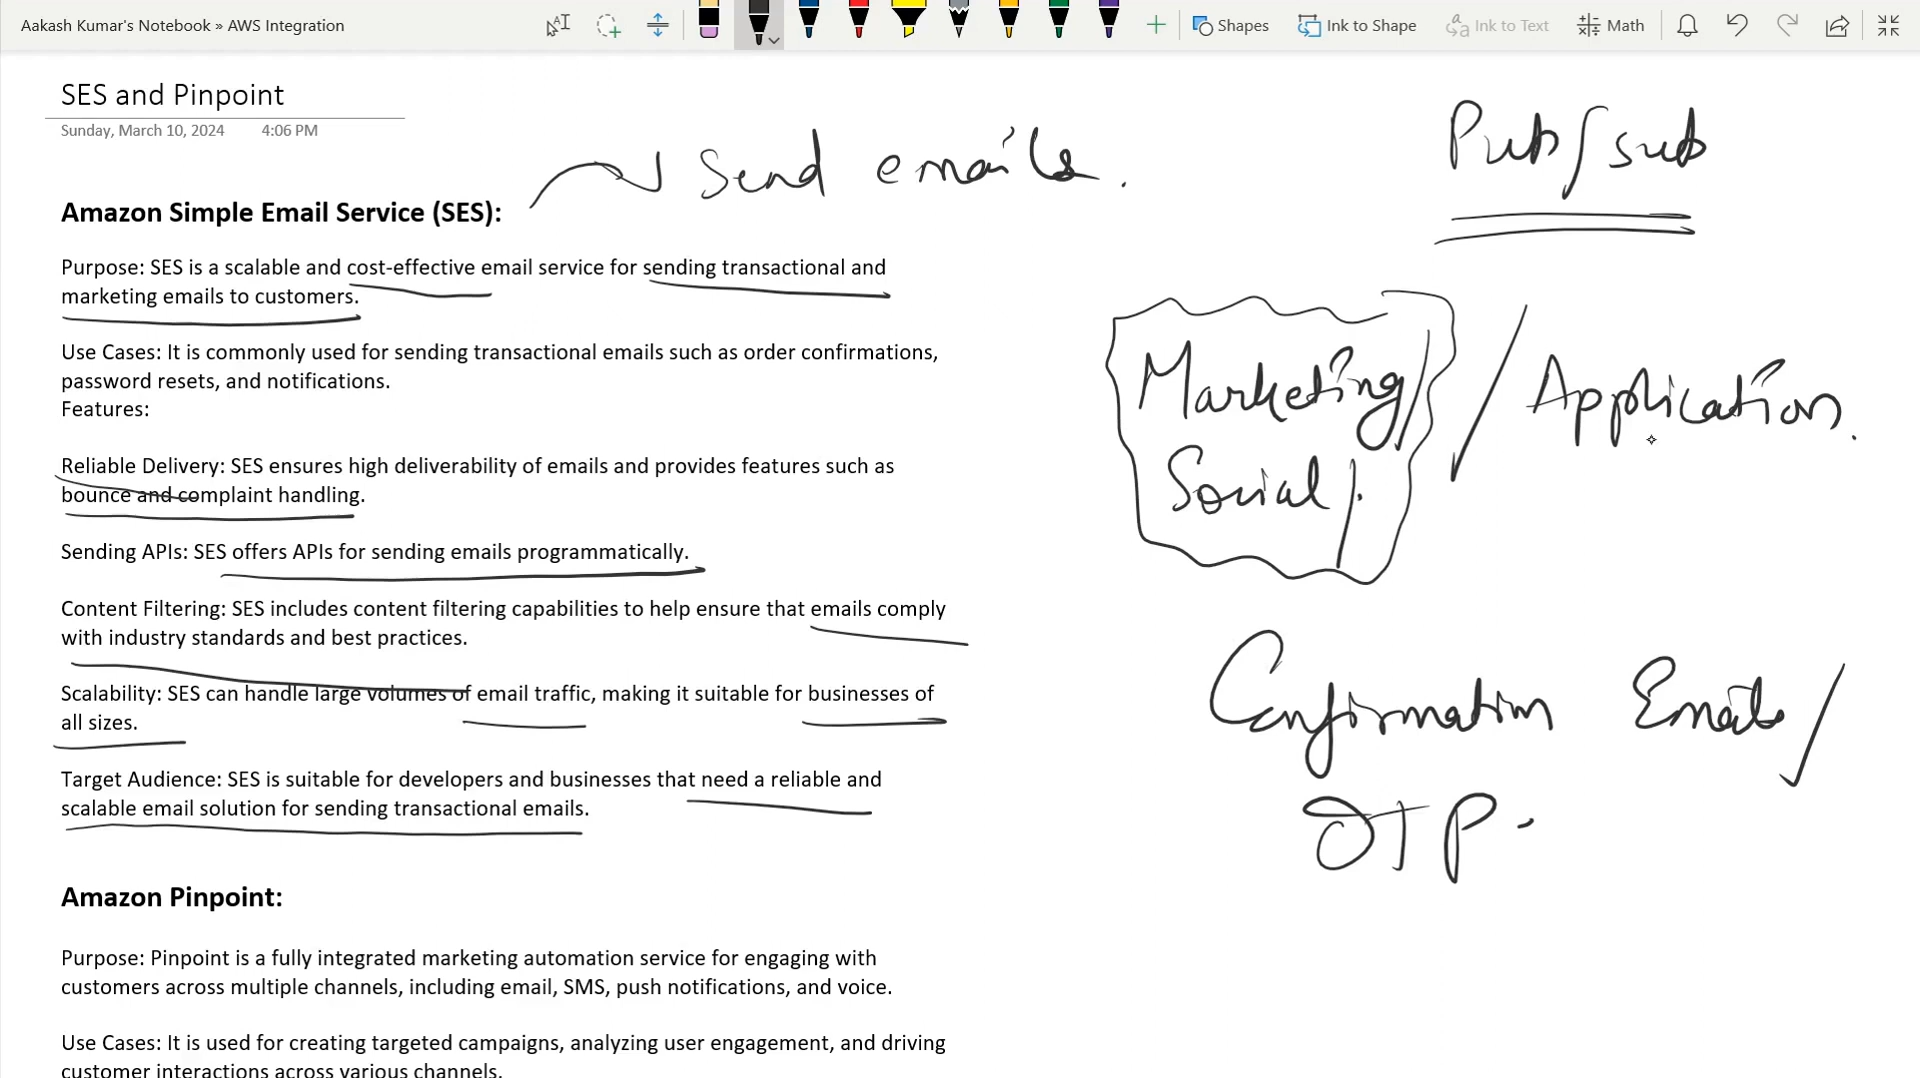 Aakash Kumar's Notebook » AWS Integration
Shapes
Ink to Shape
Ink to Text
Math
SES and Pinpoint
Sunday, March 10, 2024 4:06 PM
Send emails.
Pub/sub
Amazon Simple Email Service (SES):
Purpose: SES is a scalable and cost-effective email service for sending transactional and
marketing emails to customers.
Use Cases: It is commonly used for sending transactional emails such as order confirmations,
password resets, and notifications.
Features:
Reliable Delivery: SES ensures high deliverability of emails and provides features such as
bounce and complaint handling.
Sending APIs: SES offers APIs for sending emails programmatically.
Content Filtering: SES includes content filtering capabilities to help ensure that emails comply
with industry standards and best practices.
Scalability: SES can handle large volumes of email traffic, making it suitable for businesses of
all sizes.
Target Audience: SES is suitable for developers and businesses that need a reliable and
scalable email solution for sending transactional emails.
Marketing/ / Application.
Social/.
Confirmation Emails/
OTP.
Amazon Pinpoint:
Purpose: Pinpoint is a fully integrated marketing automation service for engaging with
customers across multiple channels, including email, SMS, push notifications, and voice.
Use Cases: It is used for creating targeted campaigns, analyzing user engagement, and driving
customer interactions across various channels.